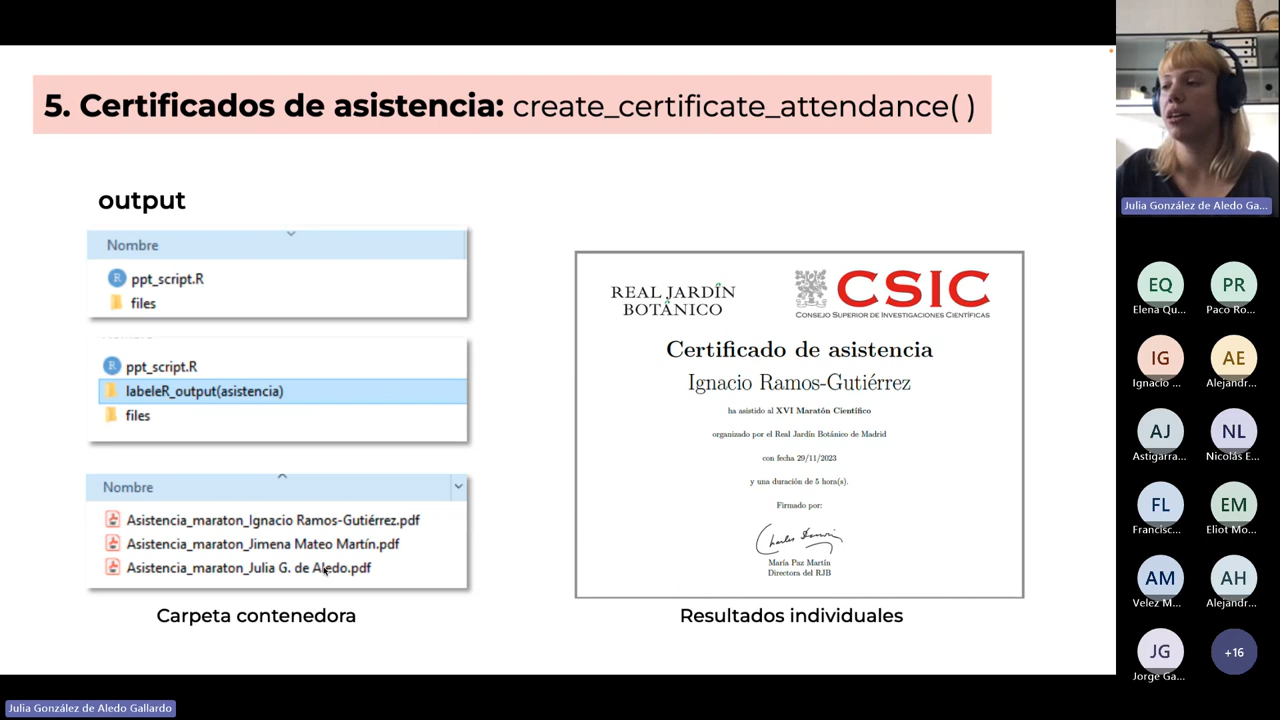 5. Certificados de asistencia: create_certificate_attendance( )
output
Nombre
R ppt_script.R
files
R ppt_script.R
labeleR_output(asistencia)
files
Nombre
Asistencia_maraton_Ignacio Ramos-Gutiérrez.pdf
Asistencia_maraton_Jimena Mateo Martín.pdf
Asistencia_maraton_Julia G. de Aledo.pdf
Carpeta contenedora
REAL JARDÍN
BOTÁNICO
CSIC
CONSEJO SUPERIOR DE INVESTIGACIONES CIENTÍFICAS
Certificado de asistencia
Ignacio Ramos-Gutiérrez
ha asistido al XVI Maratón Científico
organizado por el Real Jardín Botánico de Madrid
con fecha 29/11/2023
y una duración de 5 hora(s).
Firmado por:
Charles Darwin
María Paz Martín
Directora del RJB
Resultados individuales
Julia González de Aledo Ga...
EQ
Elena Qu...
PR
Paco Ro...
IG
Ignacio ...
AE
Alejandr...
AJ
Astigarra...
NL
Nicolás E...
FL
Francisc...
EM
Eliot Mo...
AM
Velez M...
AH
Alejandr...
JG
Jorge Ga...
+16
Julia González de Aledo Gallardo